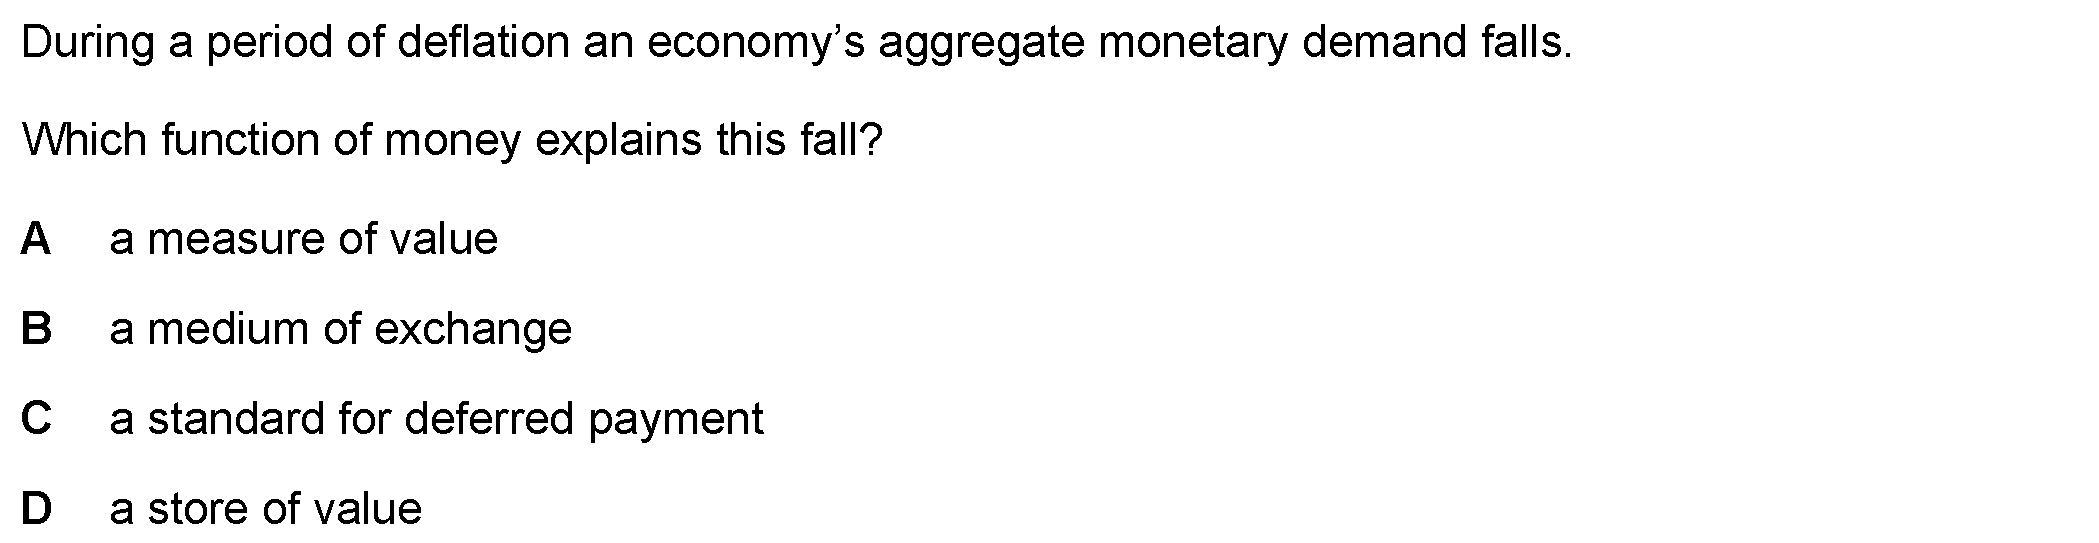 During a period of deflation an economy’s aggregate monetary demand falls.
Which function of money explains this fall?
A a measure of value
B a medium of exchange
C a standard for deferred payment
D a store of value